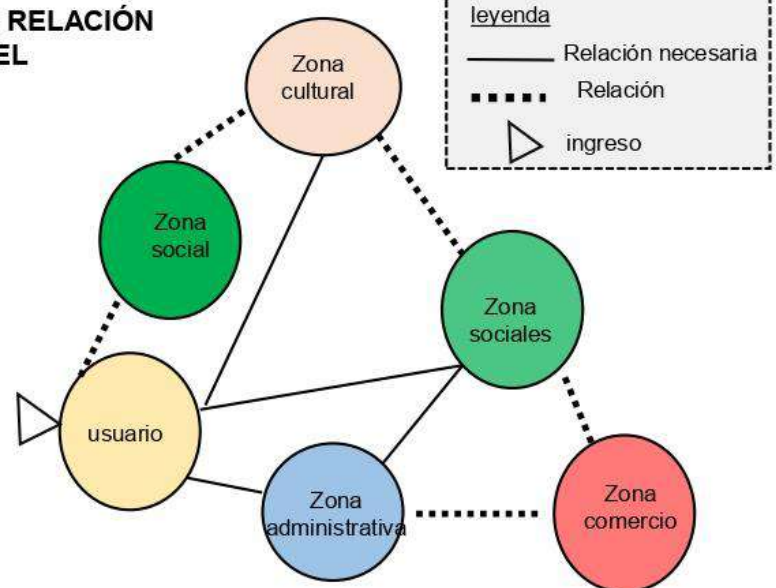 RELACIÓN
EL
leyenda
Relación necesaria
Relación
ingreso
Zona
cultural
Zona
social
Zona
sociales
usuario
Zona
administrativa
Zona
comercio